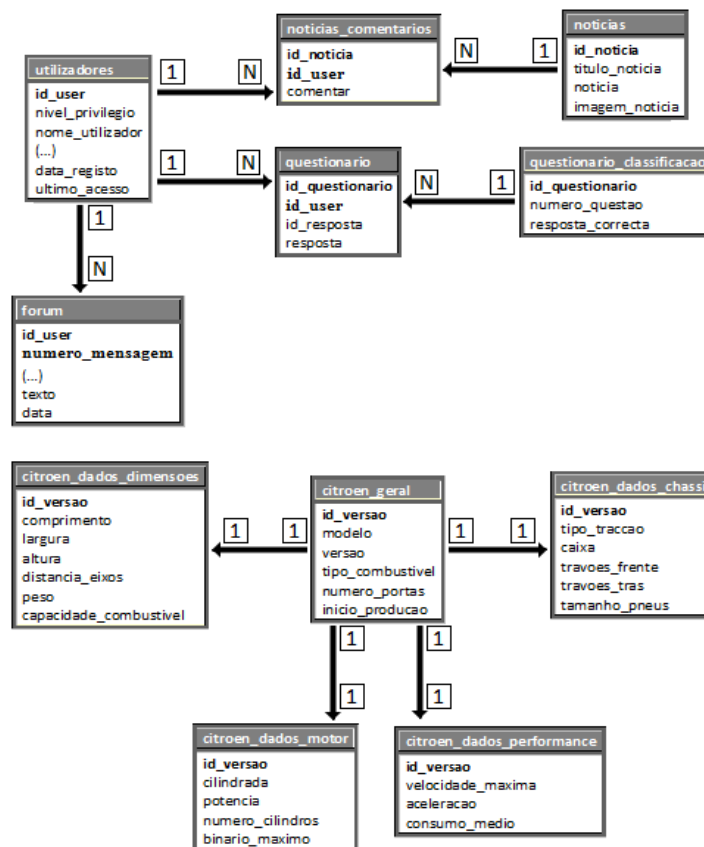 noticias_comentarios
id_noticia
id_user
comentar
noticias
id_noticia
titulo_noticia
noticia
imagem_noticia
utilizadores
id_user
nivel_privilegio
nome_utilizador
(...)
data_registo
ultimo_acesso
1
N
N
1
1
N
questionario
id_questionario
id_user
id_resposta
resposta
N
1
questionario_classificacao
id_questionario
numero_questao
resposta_correcta
1
N
forum
id_user
numero_mensagem
(...)
texto
data
citroen_dados_dimensoes
id_versao
comprimento
largura
altura
distancia_eixos
peso
capacidade_combustivel
1
1
citroen_geral
id_versao
modelo
versao
tipo_combustivel
numero_portas
inicio_producao
1
1
citroen_dados_chassi
id_versao
tipo_traccao
caixa
travoes_frente
travoes_tras
tamanho_pneus
1
1
1
1
citroen_dados_motor
id_versao
cilindrada
potencia
numero_cilindros
binario_maximo
citroen_dados_performance
id_versao
velocidade_maxima
aceleracao
consumo_medio